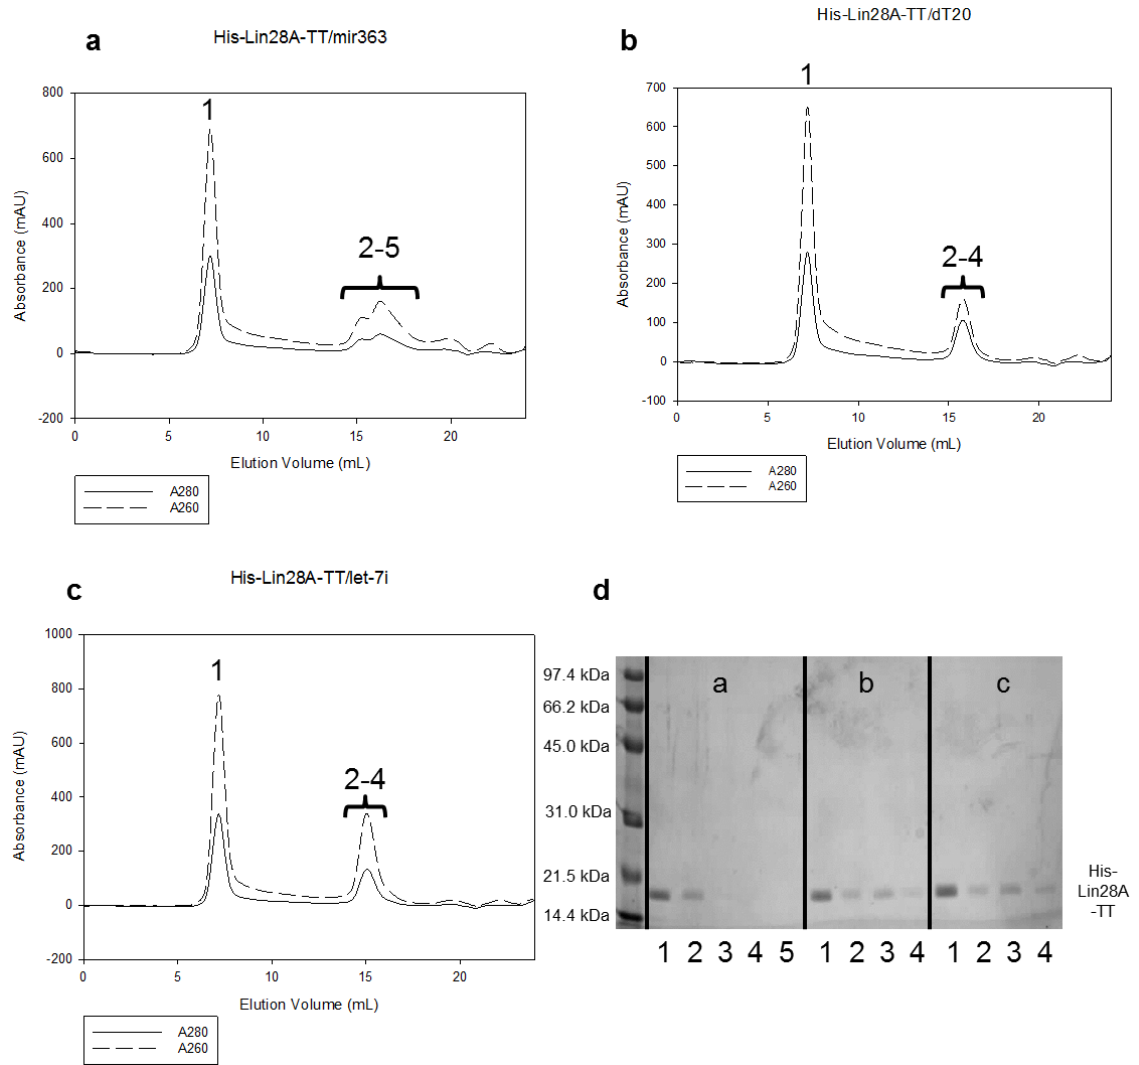 a
His-Lin28A-TT/mir363
800
600
400
200
0
-200
0
5
10
15
20
Absorbance (mAU)
Elution Volume (mL)
1
2-5
A280
A260
b
His-Lin28A-TT/dT20
700
600
500
400
300
200
100
0
-100
0
5
10
15
20
Absorbance (mAU)
Elution Volume (mL)
1
2-4
A280
A260
c
His-Lin28A-TT/let-7i
1000
800
600
400
200
0
-200
0
5
10
15
20
Absorbance (mAU)
Elution Volume (mL)
1
2-4
A280
A260
d
97.4 kDa
66.2 kDa
45.0 kDa
31.0 kDa
21.5 kDa
14.4 kDa
a
b
c
1 2 3 4 5 1 2 3 4 1 2 3 4
His-
Lin28A
-TT